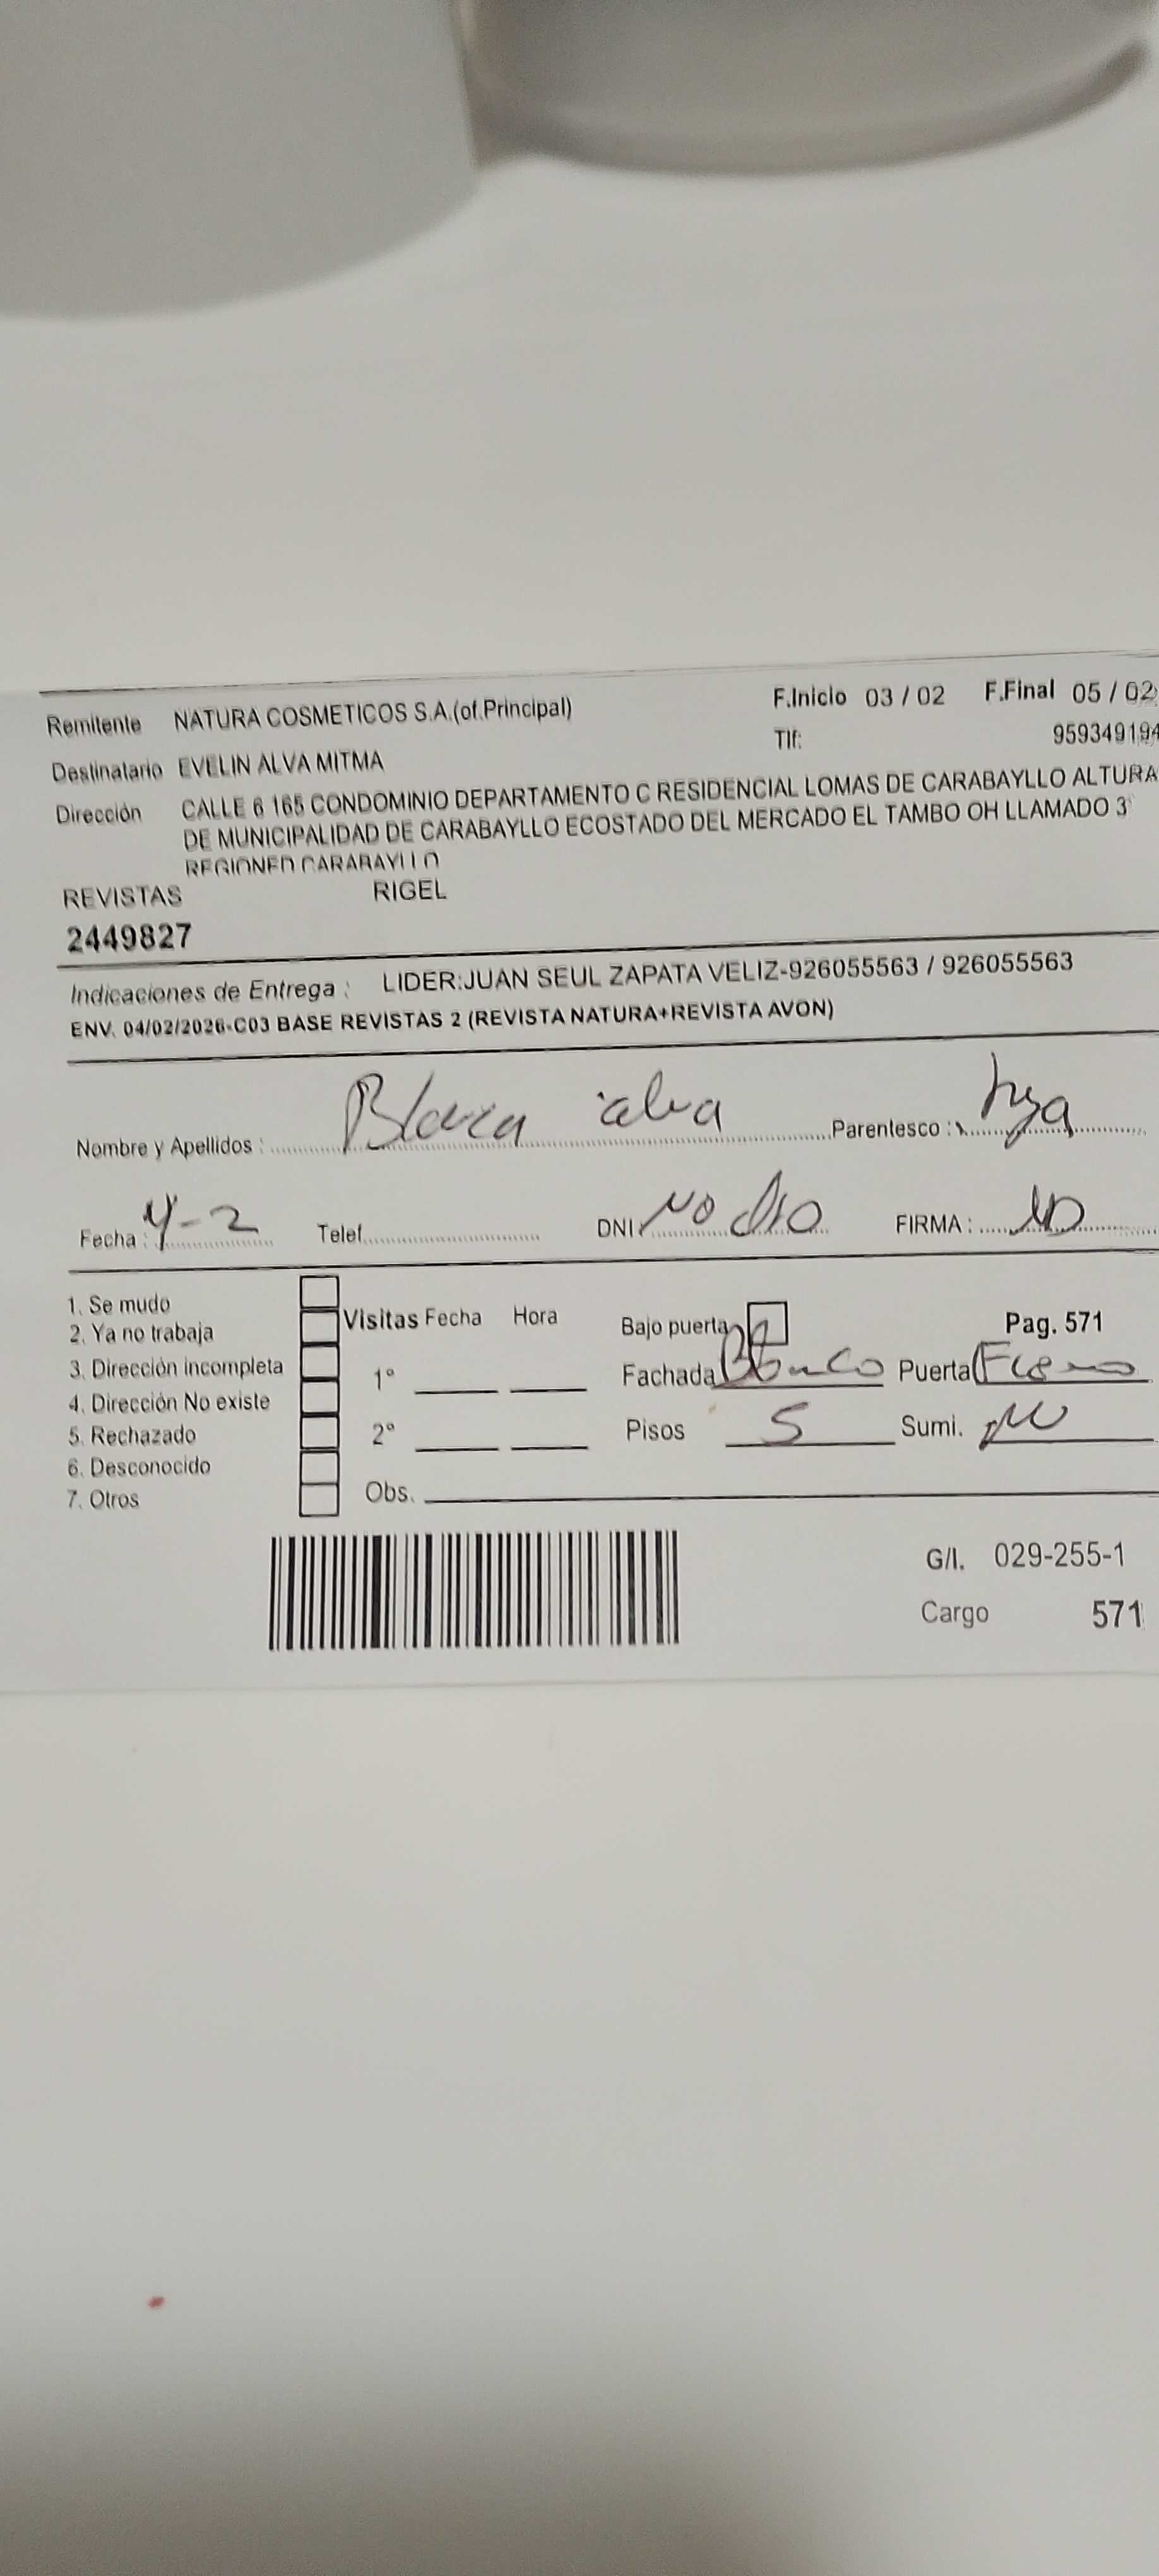 Remitente NATURA COSMETICOS S.A.(of.Principal) F.Inicio 03 / 02 F.Final 05 / 02
Tlf: 959349194
Destinatario EVELIN ALVA MITMA
Dirección CALLE 6 165 CONDOMINIO DEPARTAMENTO C RESIDENCIAL LOMAS DE CARABAYLLO ALTURA
DE MUNICIPALIDAD DE CARABAYLLO ECOSTADO DEL MERCADO EL TAMBO OH LLAMADO 3
REGIONED CARABAYLLO
REVISTAS RIGEL
2449827
Indicaciones de Entrega : LIDER:JUAN SEUL ZAPATA VELIZ-926055563 / 926055563
ENV. 04/02/2026-C03 BASE REVISTAS 2 (REVISTA NATURA+REVISTA AVON)
Nombre y Apellidos : Blanca alva Parentesco :
Fecha : 4-2 Telef. DNI NO dio FIRMA :
1. Se mudo
2. Ya no trabaja
3. Dirección incompleta
4. Dirección No existe
5. Rechazado
6. Desconocido
7. Otros
Visitas Fecha Hora
1°
2°
Obs.
Bajo puerta Pag. 571
Fachada Blanco Puerta
Pisos 5 Sumi.
G/I. 029-255-1
Cargo 571